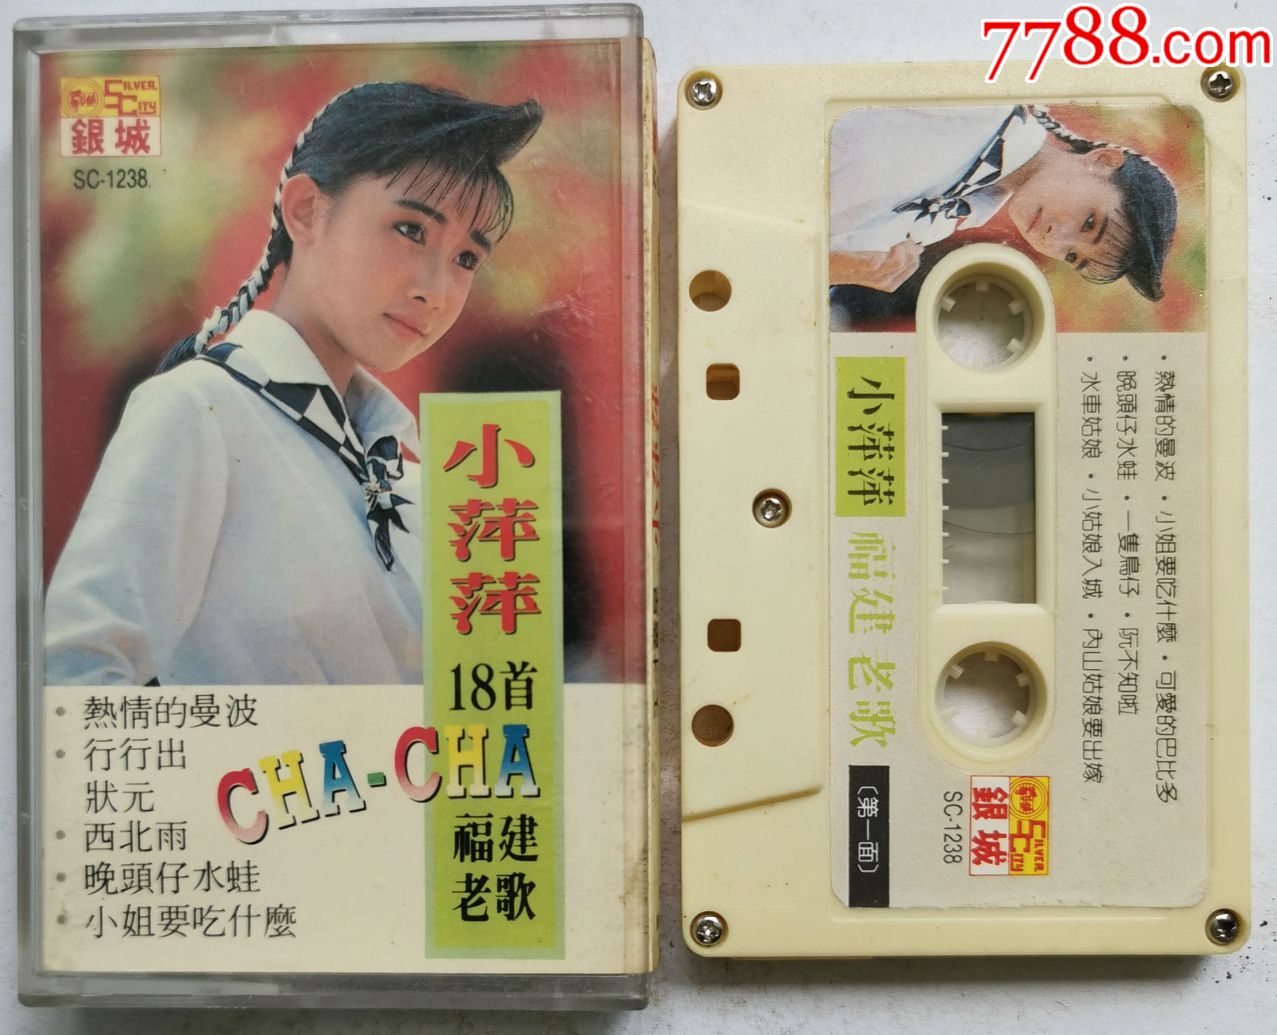 7788.com
SILVER
CITY
銀城
SC-1238
小萍萍
18首
CHA-CHA
福建
老歌
• 熱情的曼波
• 行行出
狀元
• 西北雨
• 晚頭仔水蛙
• 小姐要吃什麼
• 熱情的曼波 • 小姐要吃什麼 • 可愛的巴比多
• 晚頭仔水蛙 • 一隻鳥仔 • 阮不知啦
• 水車姑娘 • 小姑娘入城 • 內山姑娘要出嫁
小萍萍 福建老歌
(第一面)
SILVER
CITY
銀城
SC-1238